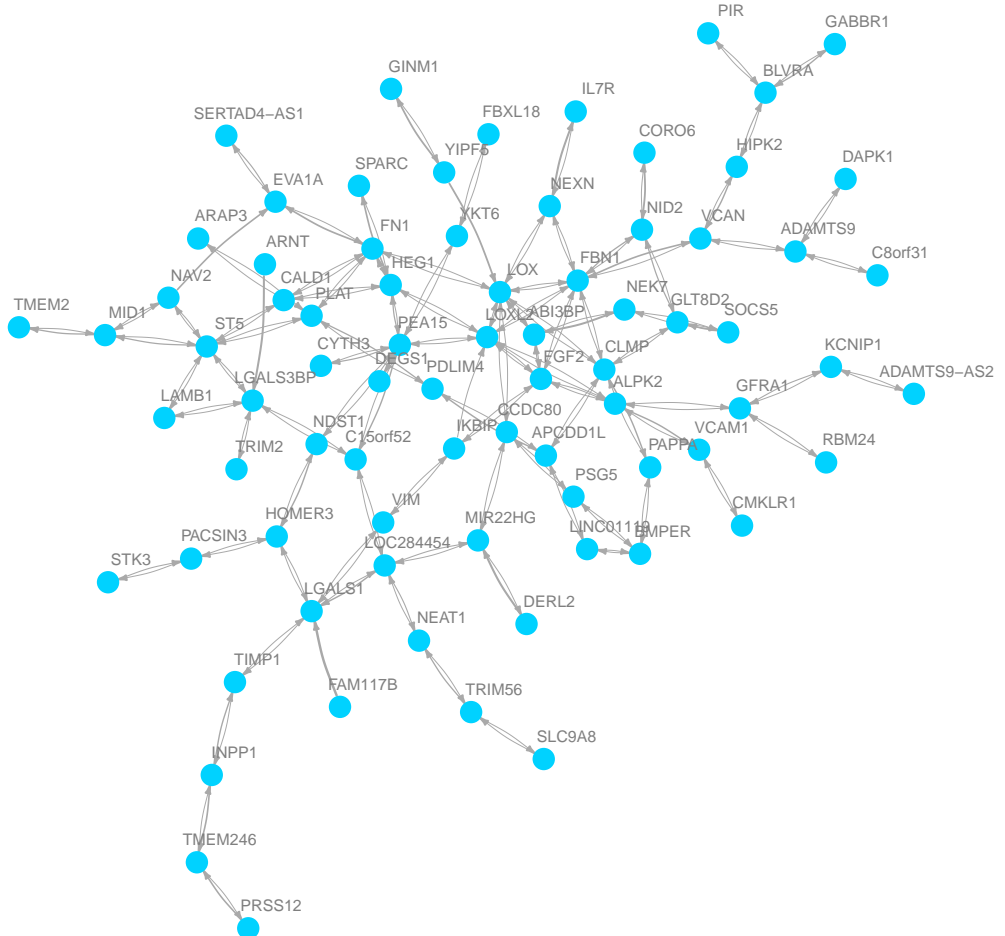 PIR
GABBR1
GINM1
BLVRA
IL7R
SERTAD4−AS1
FBXL18
CORO6
YIPF5
HIPK2
SPARC
DAPK1
EVA1A
NEXN
ARAP3
YKT6
NID2
VCAN
FN1
ADAMTS9
ARNT
C8orf31
HEG1
LOX
FBN1
NAV2
CALD1
NEK7
PLAT
GLT8D2
TMEM2
MID1
LOXL2
ABI3BP
SOCS5
ST5
PEA15
CYTH3
DEGS1
FGF2
CLMP
KCNIP1
LGALS3BP
PDLIM4
ALPK2
GFRA1
ADAMTS9−AS2
LAMB1
NDST1
CCDC80
TRIM2
C15orf52
IKBIP
APCDD1L
PAPPA
VCAM1
RBM24
PSG5
VIM
CMKLR1
HOMER3
MIR22HG
LINC01119
BMPER
PACSIN3
LOC284454
STK3
LGALS1
DERL2
NEAT1
TIMP1
FAM117B
TRIM56
SLC9A8
INPP1
TMEM246
PRSS12